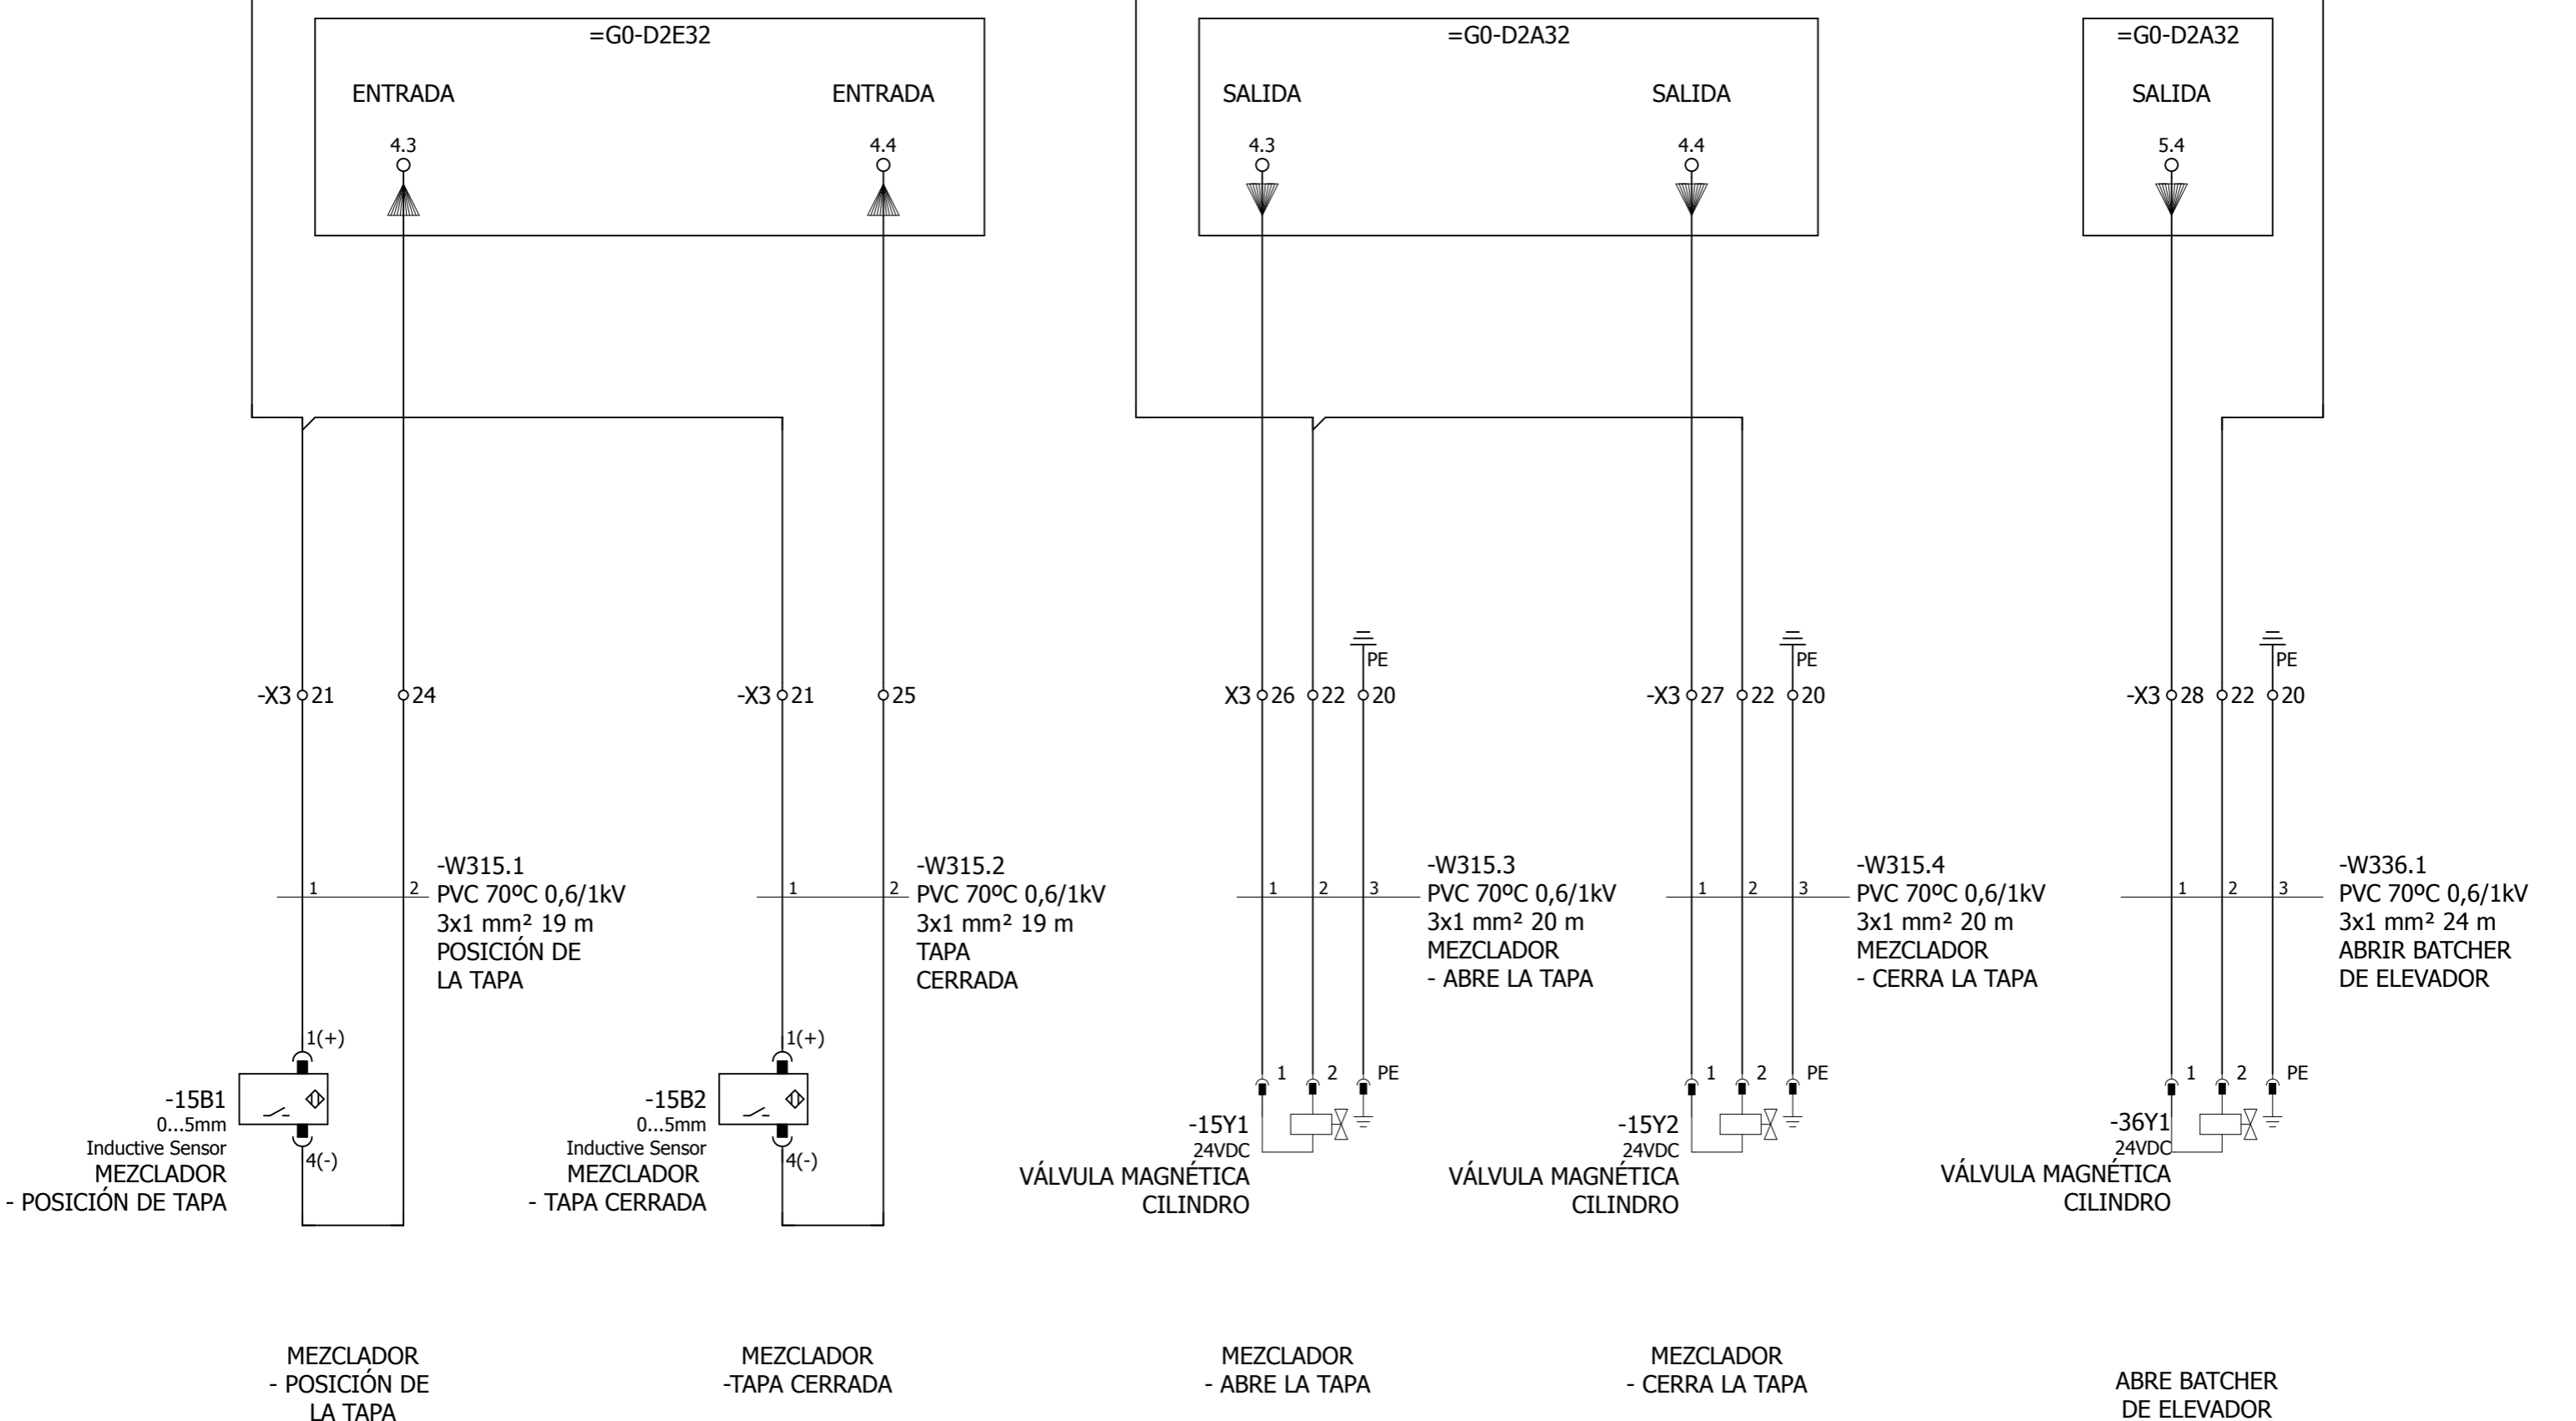 =G0-D2E32
=G0-D2A32
=G0-D2A32
ENTRADA
ENTRADA
SALIDA
SALIDA
SALIDA
4.3
4.4
4.3
4.4
5.4
PE
PE
PE
-X3 21 24
-X3 21 25
X3 26 22 20
-X3 27 22 20
-X3 28 22 20
1 2
-W315.1
PVC 70ºC 0,6/1kV
3x1 mm² 19 m
POSICIÓN DE
LA TAPA
1 2
-W315.2
PVC 70ºC 0,6/1kV
3x1 mm² 19 m
TAPA
CERRADA
1 2 3
-W315.3
PVC 70ºC 0,6/1kV
3x1 mm² 20 m
MEZCLADOR
- ABRE LA TAPA
1 2 3
-W315.4
PVC 70ºC 0,6/1kV
3x1 mm² 20 m
MEZCLADOR
- CERRA LA TAPA
1 2 3
-W336.1
PVC 70ºC 0,6/1kV
3x1 mm² 24 m
ABRIR BATCHER
DE ELEVADOR
1(+)
-15B1
0...5mm
Inductive Sensor
4(-)
MEZCLADOR
- POSICIÓN DE TAPA
1(+)
-15B2
0...5mm
Inductive Sensor
4(-)
MEZCLADOR
- TAPA CERRADA
1 2 PE
-15Y1
24VDC
VÁLVULA MAGNÉTICA
CILINDRO
1 2 PE
-15Y2
24VDC
VÁLVULA MAGNÉTICA
CILINDRO
1 2 PE
-36Y1
24VDC
VÁLVULA MAGNÉTICA
CILINDRO
MEZCLADOR
- POSICIÓN DE
LA TAPA
MEZCLADOR
-TAPA CERRADA
MEZCLADOR
- ABRE LA TAPA
MEZCLADOR
- CERRA LA TAPA
ABRE BATCHER
DE ELEVADOR